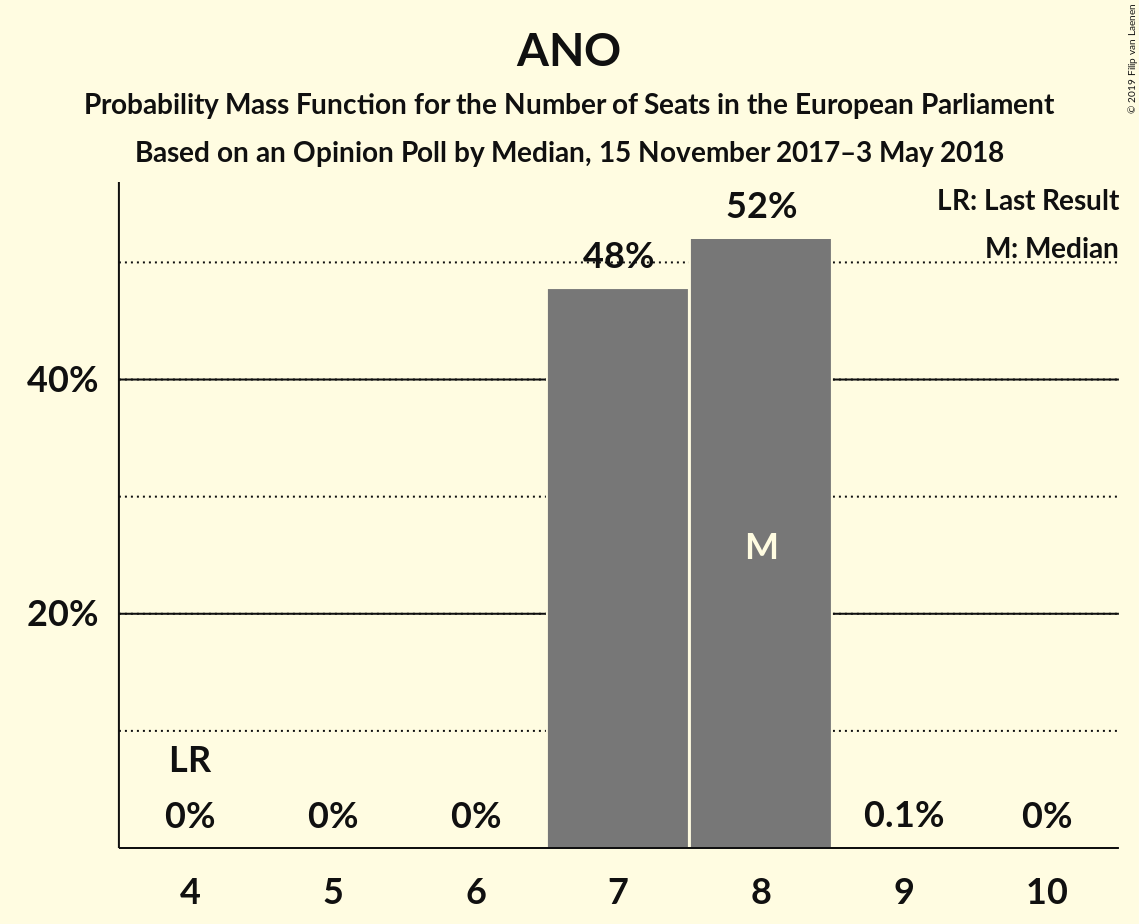 ANO
Probability Mass Function for the Number of Seats in the European Parliament
Based on an Opinion Poll by Median, 15 November 2017–3 May 2018
© 2019 Filip van Laenen
LR: Last Result
M: Median
52%
48%
40%
M
20%
LR
0%
0%
0%
0.1%
0%
4
5
6
7
8
9
10